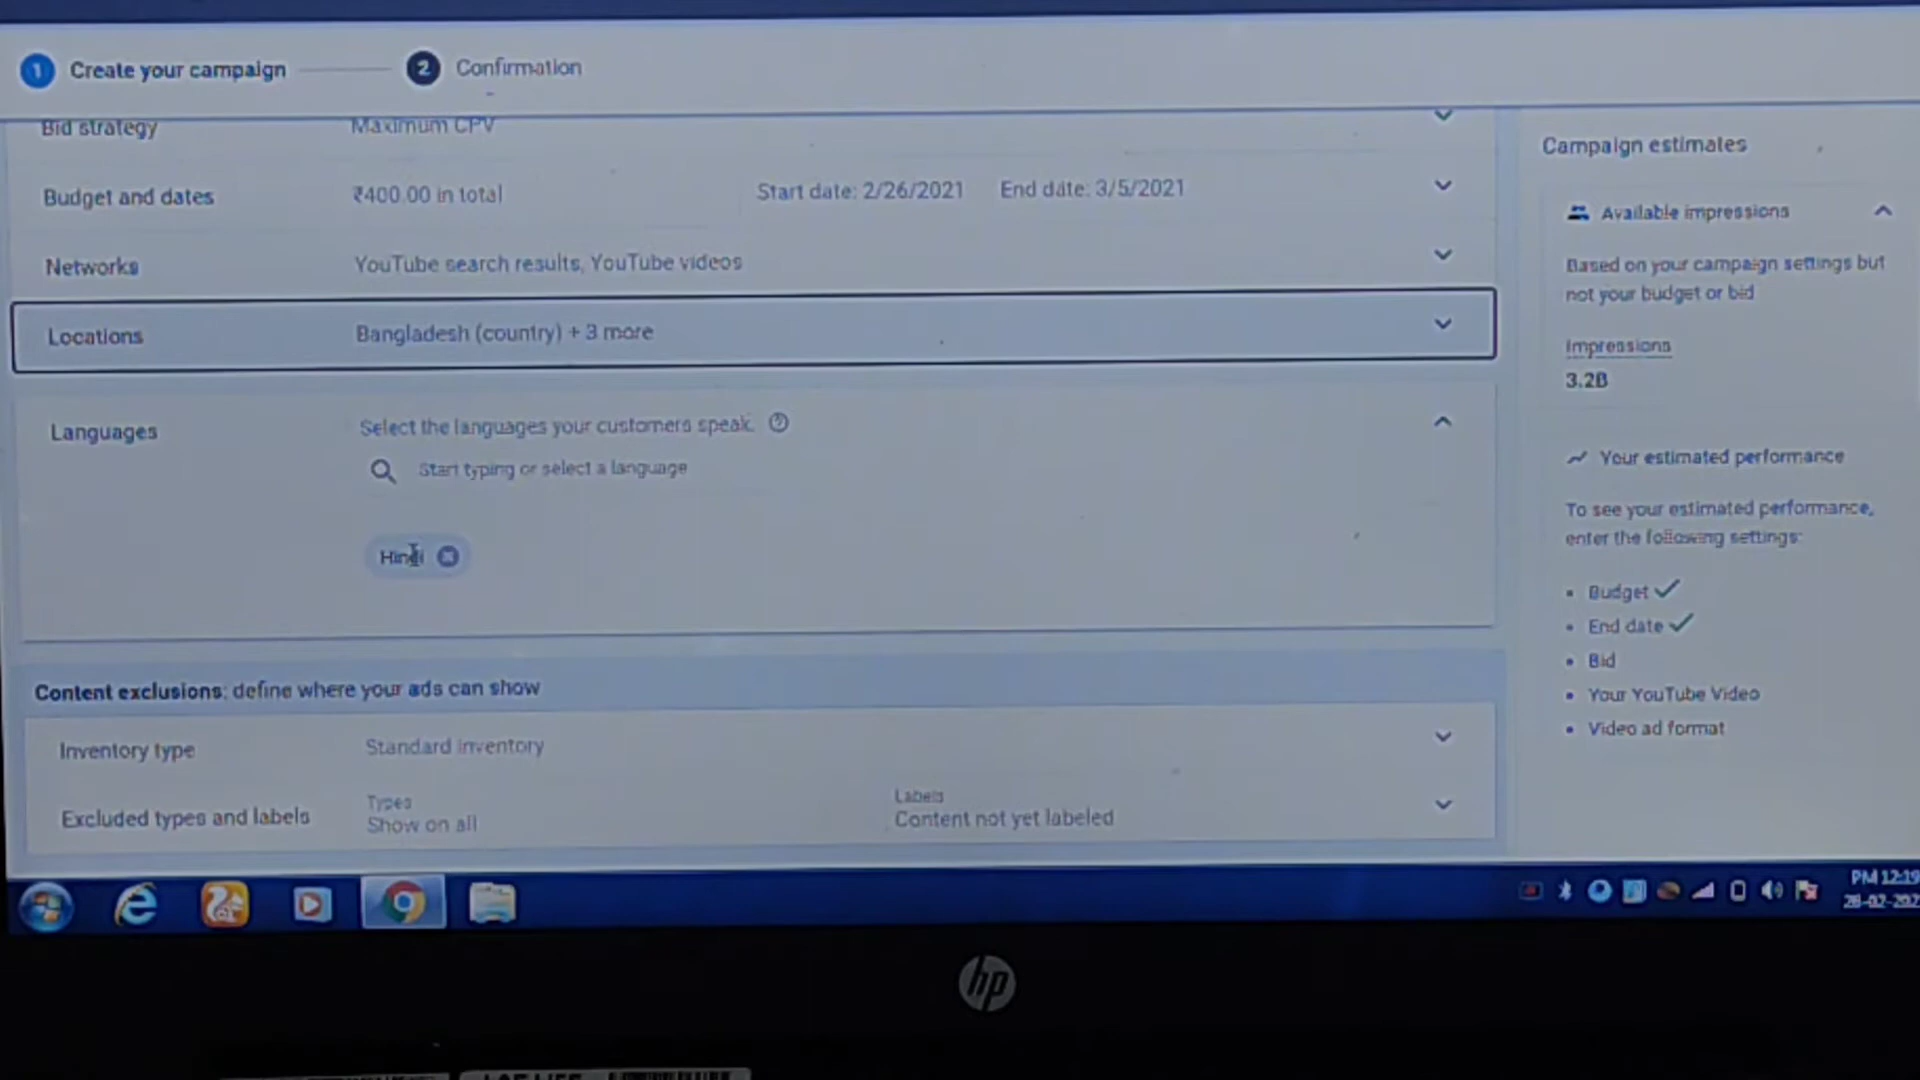 1 Create your campaign 2 Confirmation
Bid strategy Maximum CPV
Budget and dates ₹400.00 in total Start date: 2/26/2021 End date: 3/5/2021
Networks YouTube search results, YouTube videos
Locations Bangladesh (country) + 3 more
Languages Select the languages your customers speak.
Start typing or select a language
Hindi
Content exclusions: define where your ads can show
Inventory type Standard inventory
Excluded types and labels
Types
Show on all
Labels
Content not yet labeled
Campaign estimates
Available impressions
Based on your campaign settings but
not your budget or bid
Impressions
3.2B
Your estimated performance
To see your estimated performance,
enter the following settings:
• Budget
• End date
• Bid
• Your YouTube Video
• Video ad format
PM 12:19
hp